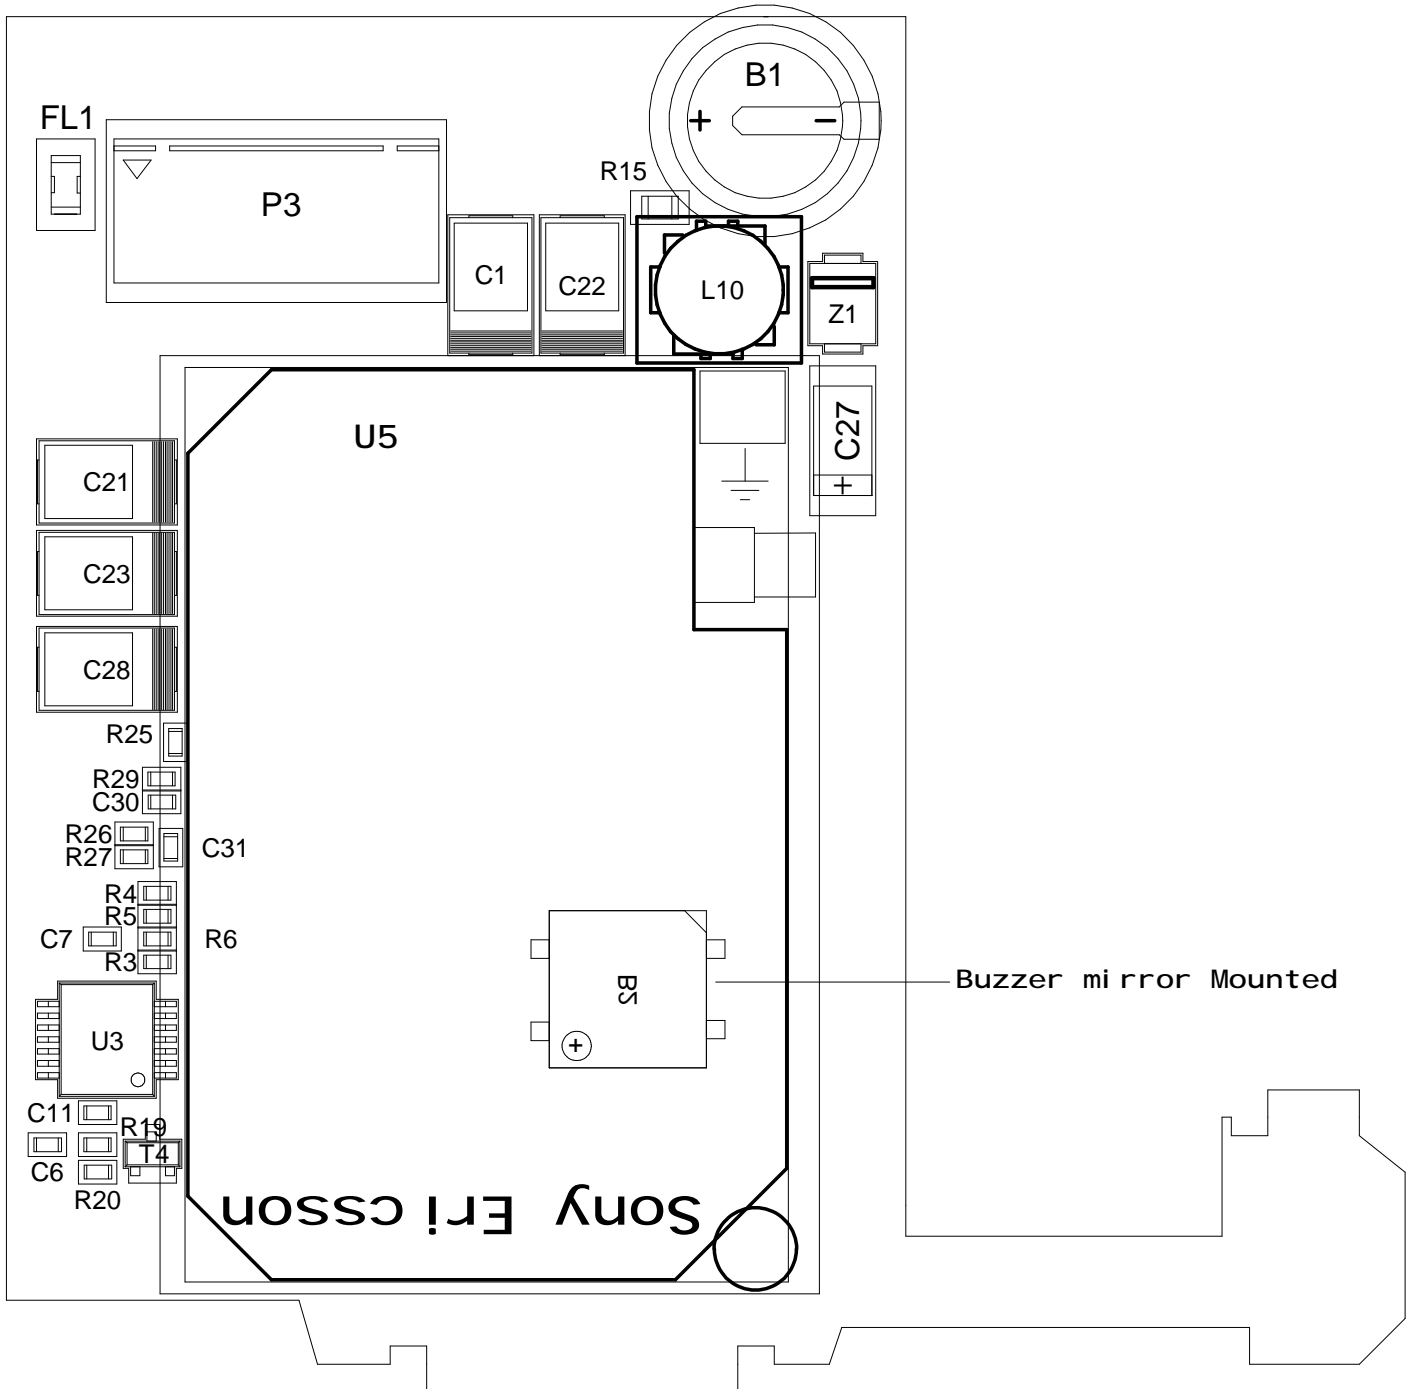 B1
+
−
FL1
R15
P3
C1
C22
L10
Z1
U5
C27
+
C21
C23
C28
R25
R29
C30
R26
R27
C31
R4
R5
C7
R6
R3
B2
+
Buzzer mirror Mounted
U3
C11
R19
T4
C6
R20
Sony Ericsson